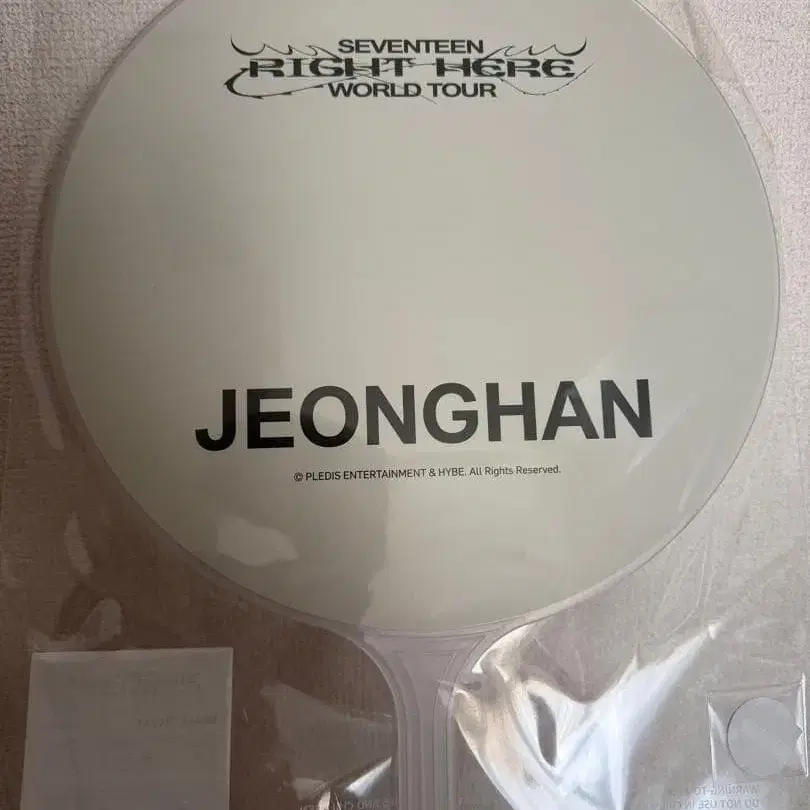 SEVENTEEN
RIGHT HERE
WORLD TOUR
JEONGHAN
© PLEDIS ENTERTAINMENT & HYBE. All Rights Reserved.